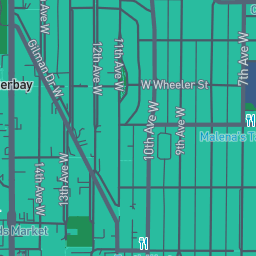 Ave W
Gilman Dr W
12th Ave W
11th Ave W
7th Ave W
W Wheeler St
erbay
10th Ave W
9th Ave W
Malena's T
14th Ave W
13th Ave W
ds Market